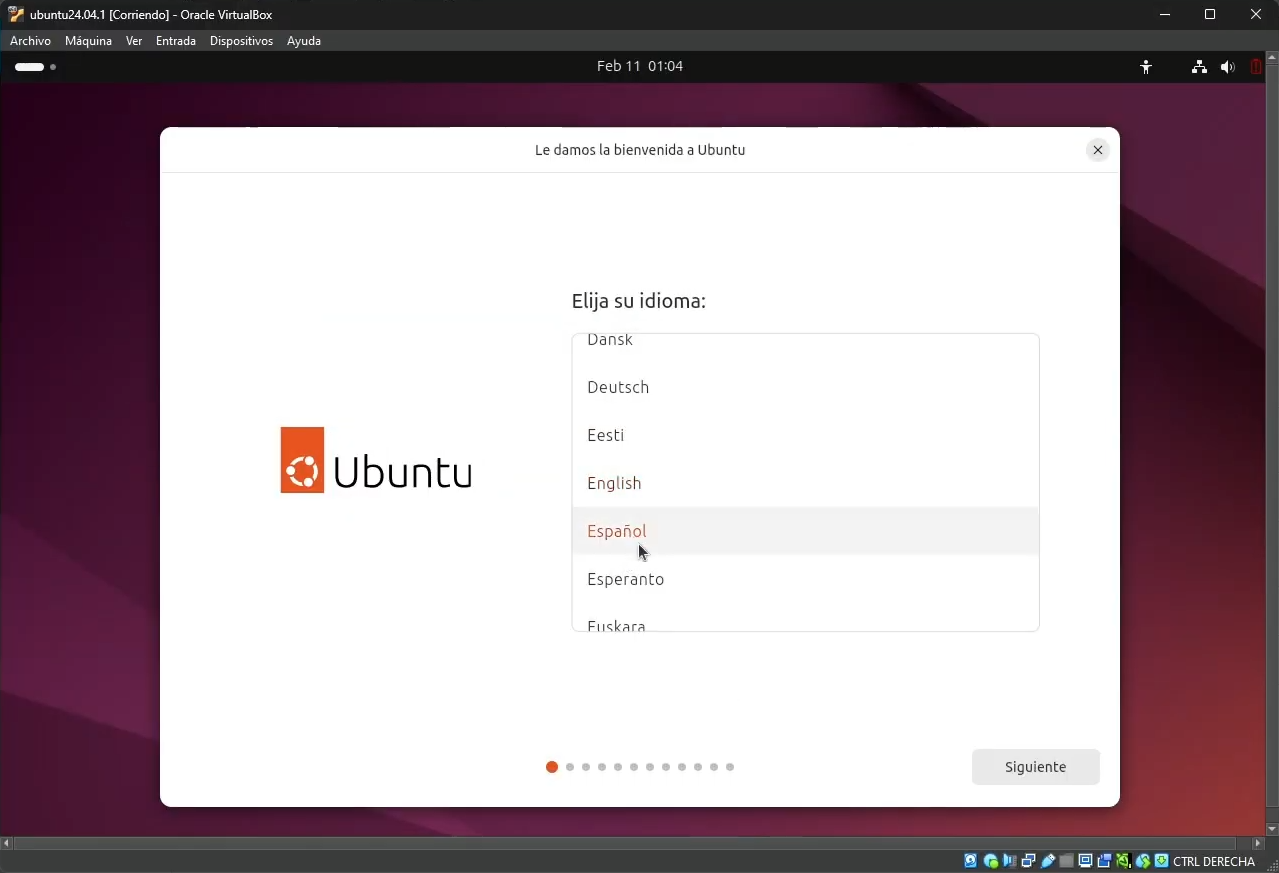 ubuntu24.04.1 [Corriendo] - Oracle VirtualBox
Archivo Máquina Ver Entrada Dispositivos Ayuda
Feb 11 01:04
Le damos la bienvenida a Ubuntu
Elija su idioma:
Dansk
Deutsch
Eesti
English
Ubuntu
Español
Esperanto
Euskara
Siguiente
CTRL DERECHA